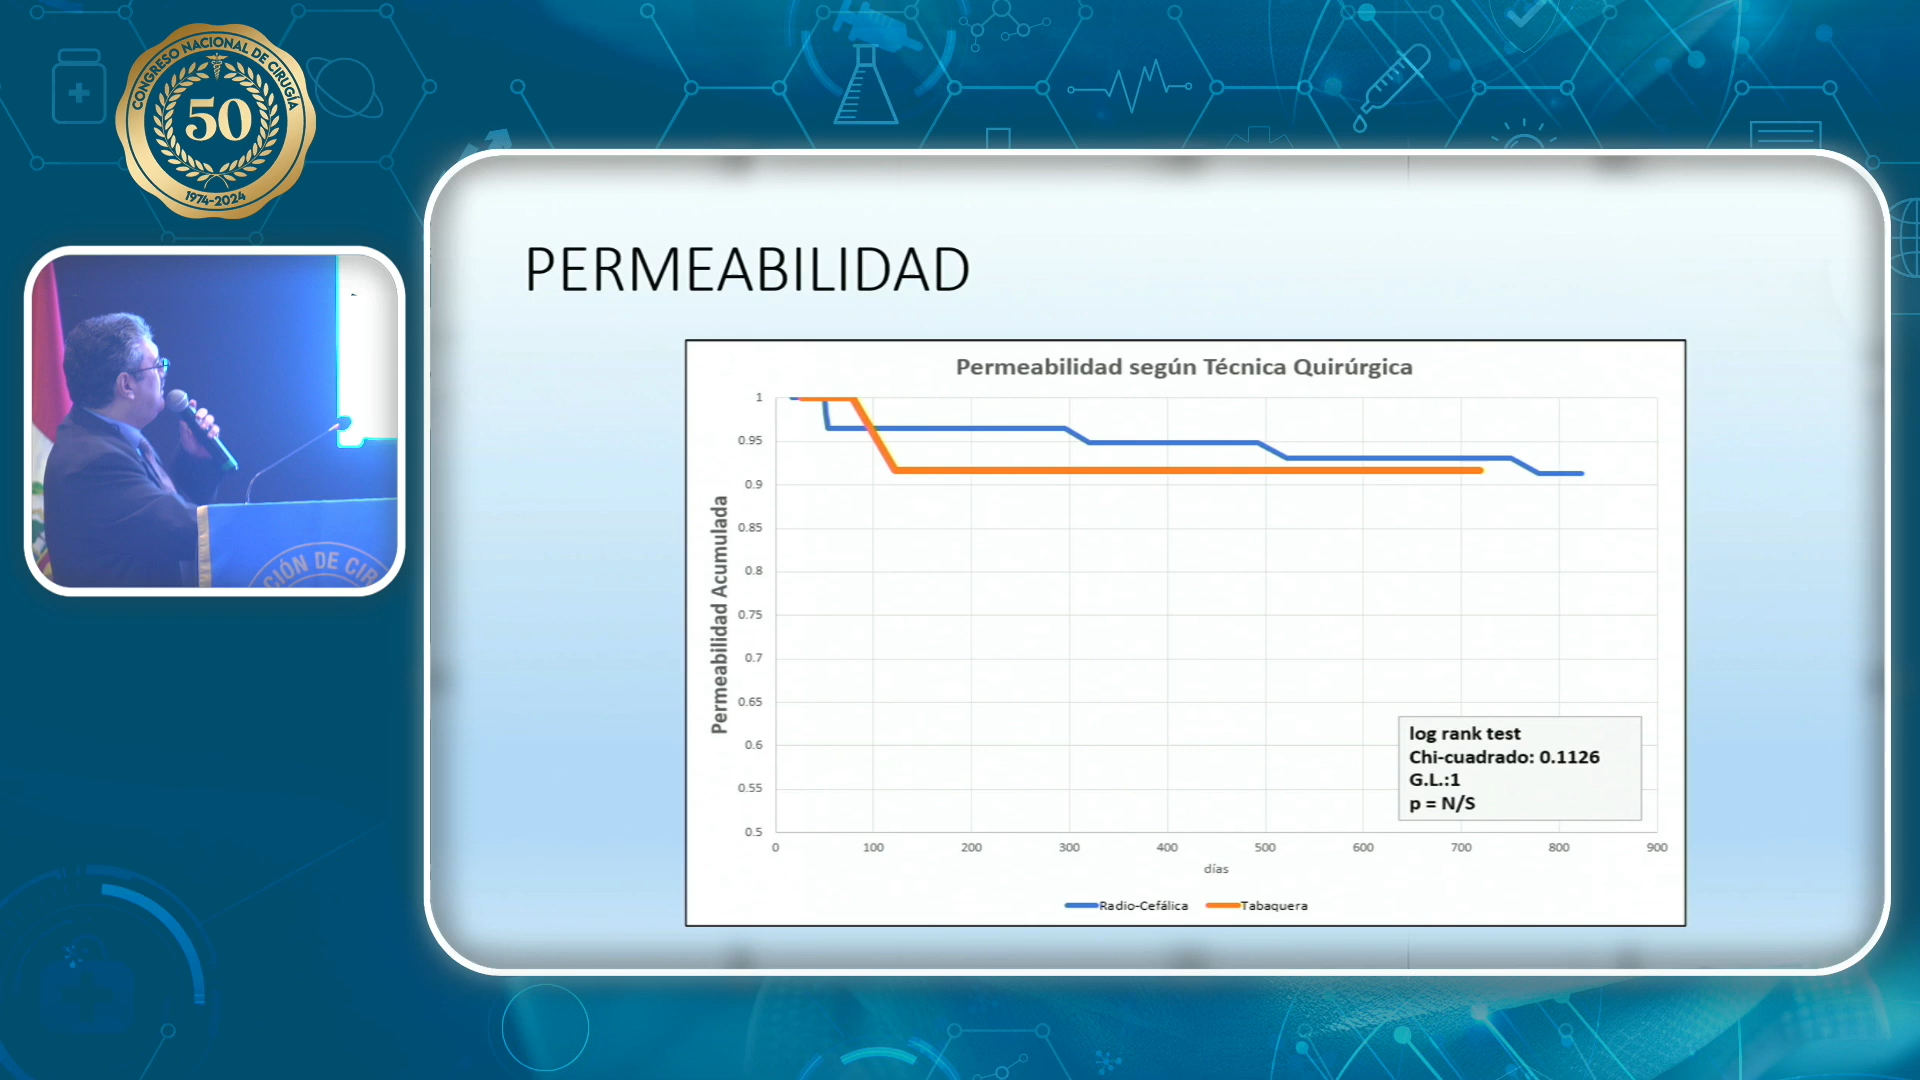 CONGRESO NACIONAL DE CIRUGÍA
50
1974-2024
CIÓN DE CIR
PERMEABILIDAD
Permeabilidad según Técnica Quirúrgica
Permeabilidad Acumulada
1
0.95
0.9
0.85
0.8
0.75
0.7
0.65
0.6
0.55
0.5
log rank test
Chi-cuadrado: 0.1126
G.L.:1
p = N/S
0 100 200 300 400 500 600 700 800 900
días
Radio-Cefálica Tabaquera